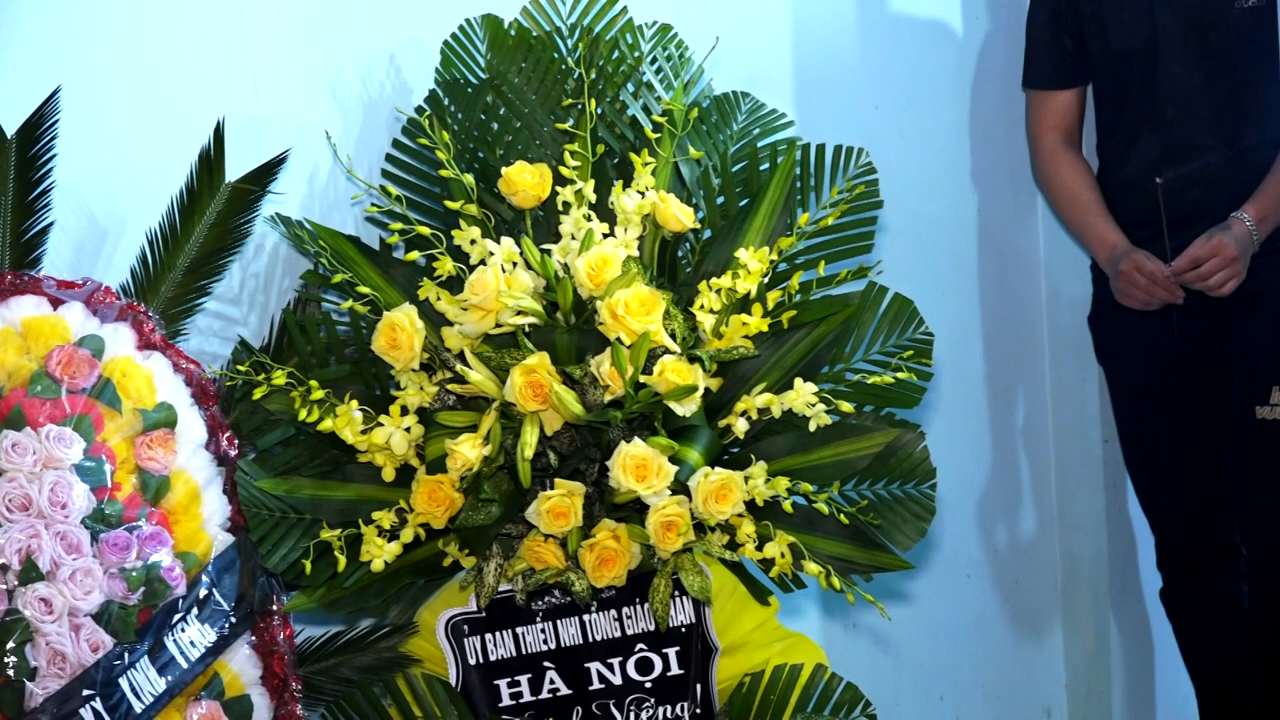 ỦY BAN THIẾU NHI TỔNG GIÁO PHẬN
HÀ NỘI
Kính Viếng!
KÍNH VIẾNG